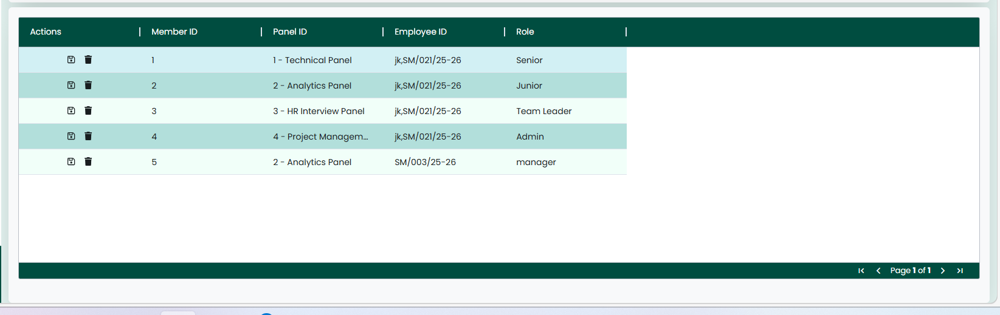 Actions | Member ID | Panel ID | Employee ID | Role |
1 1 - Technical Panel jk,SM/021/25-26 Senior
2 2 - Analytics Panel jk,SM/021/25-26 Junior
3 3 - HR Interview Panel jk,SM/021/25-26 Team Leader
4 4 - Project Managem... jk,SM/021/25-26 Admin
5 2 - Analytics Panel SM/003/25-26 manager
Page 1 of 1